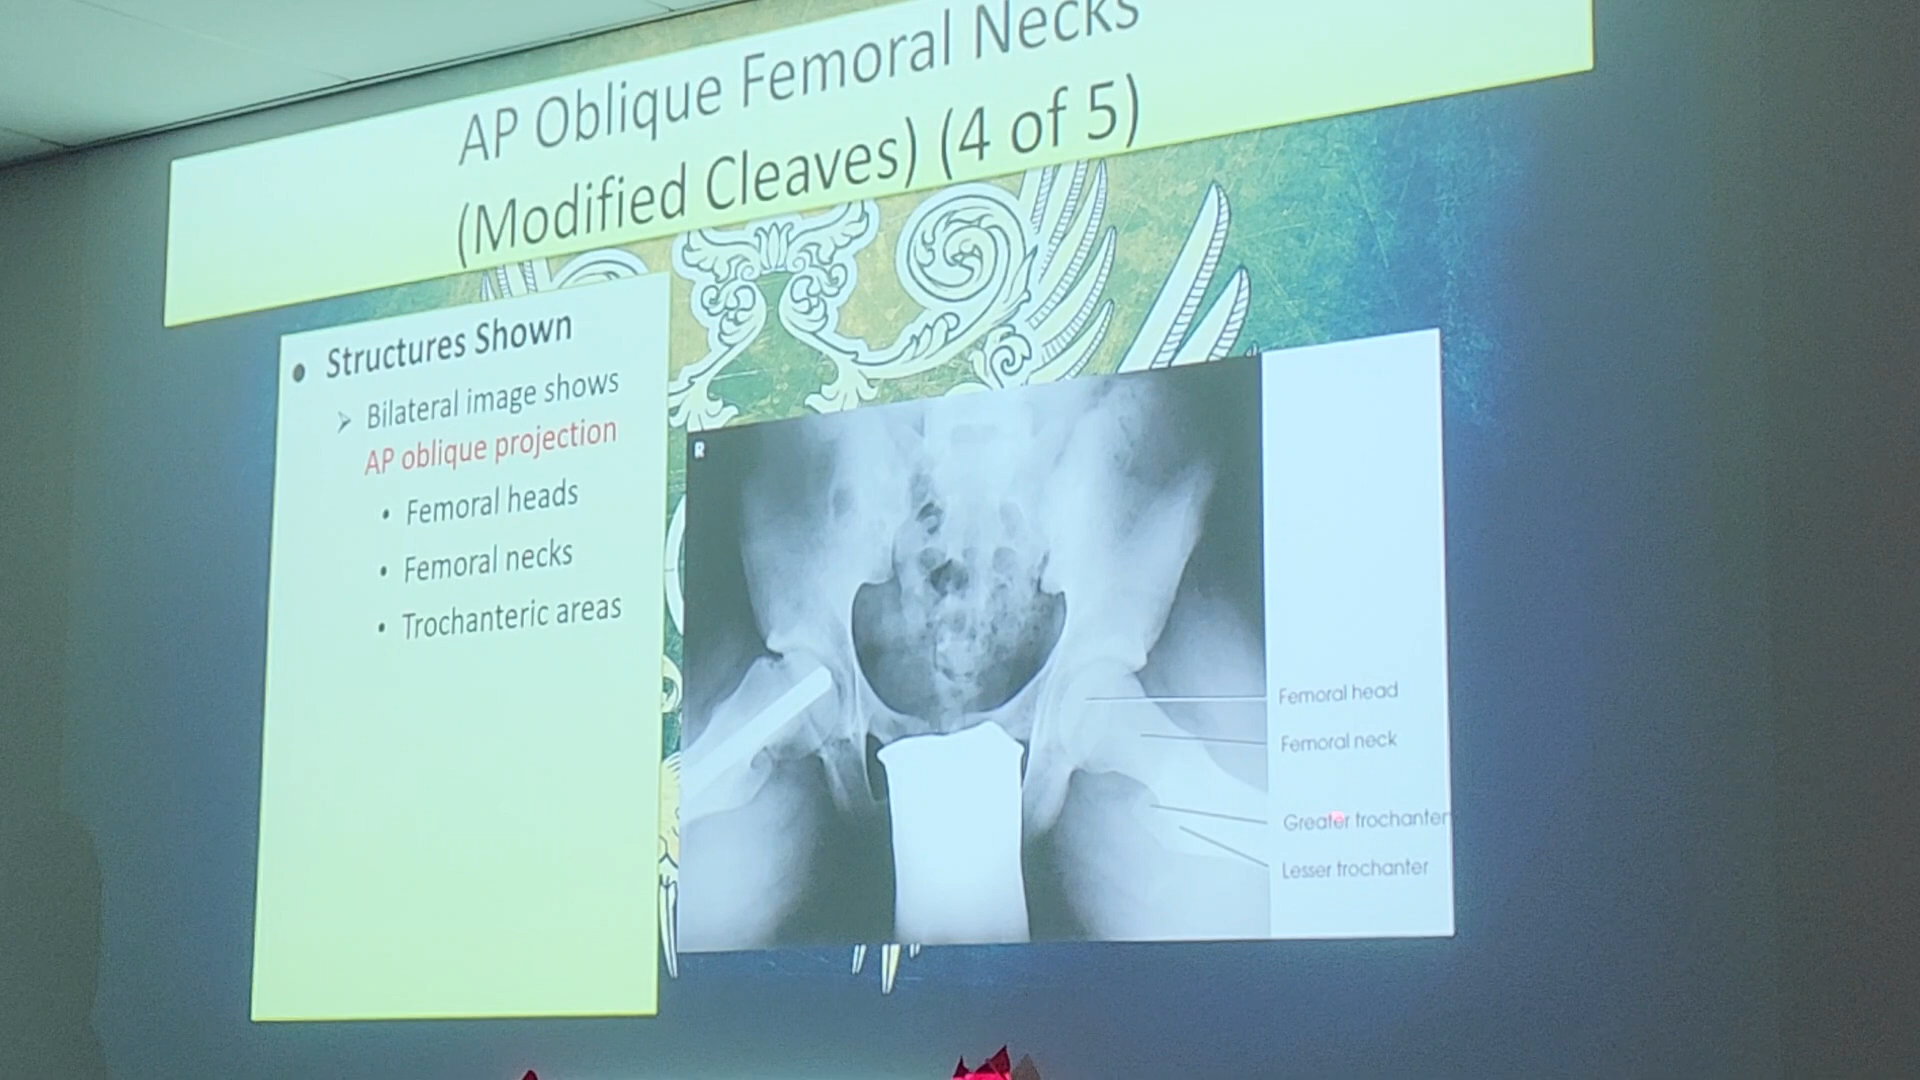 AP Oblique Femoral Necks
(Modified Cleaves) (4 of 5)
Structures Shown
Bilateral image shows
AP oblique projection
Femoral heads
Femoral necks
Trochanteric areas
R
Femoral head
Femoral neck
Greater trochanter
Lesser trochanter